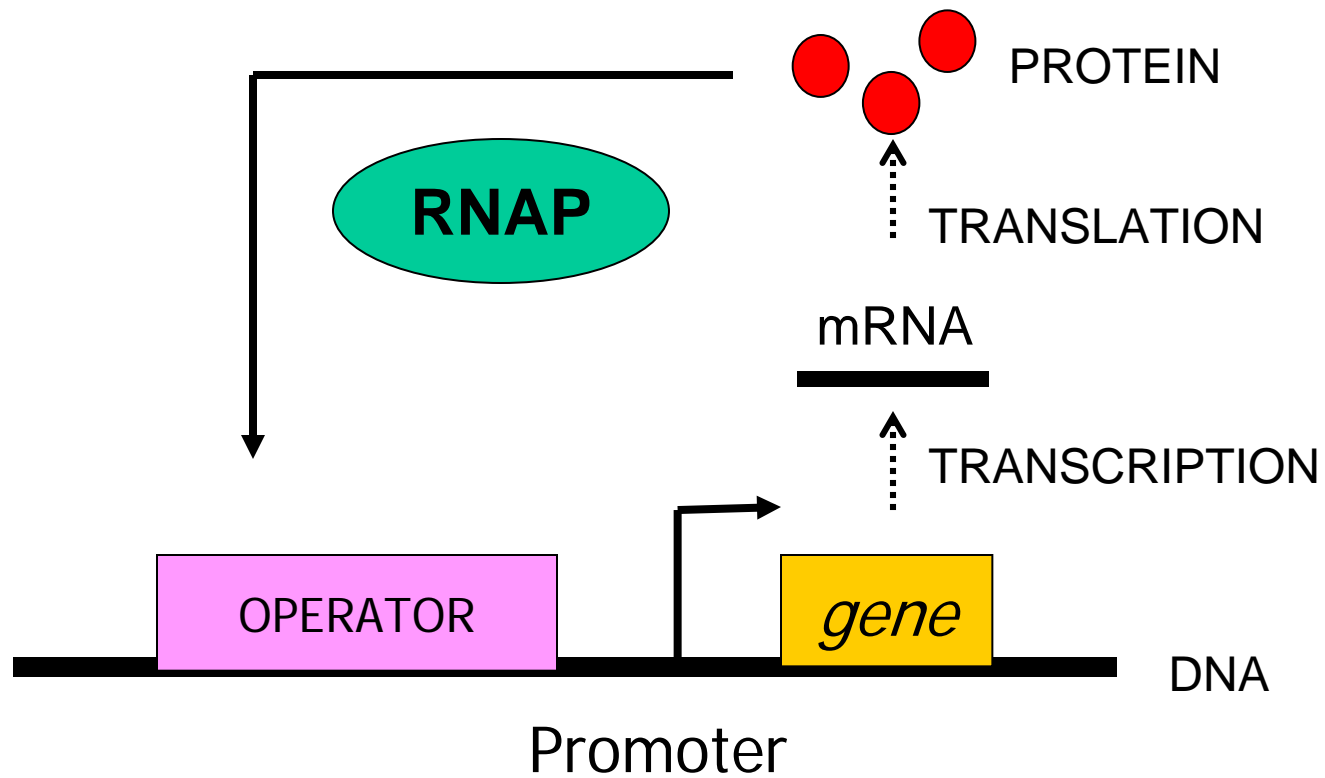 PROTEIN
RNAP
TRANSLATION
mRNA
TRANSCRIPTION
OPERATOR
gene
DNA
Promoter